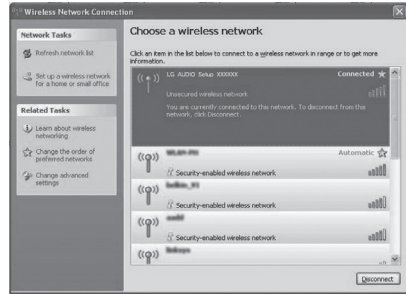 Wireless Network Connection
Network Tasks
Refresh network list
Set up a wireless network
for a home or small office
Related Tasks
Learn about wireless
networking
Change the order of
preferred networks
Change advanced
settings
Choose a wireless network
Click an item in the list below to connect to a wireless network in range or to get more
information.
LG AUDIO Setup XXXXXX
Connected
Unsecured wireless network
You are currently connected to this network. To disconnect from the
network, click Disconnect.
Automatic
Security-enabled wireless network
Security-enabled wireless network
Security-enabled wireless network
Disconnect